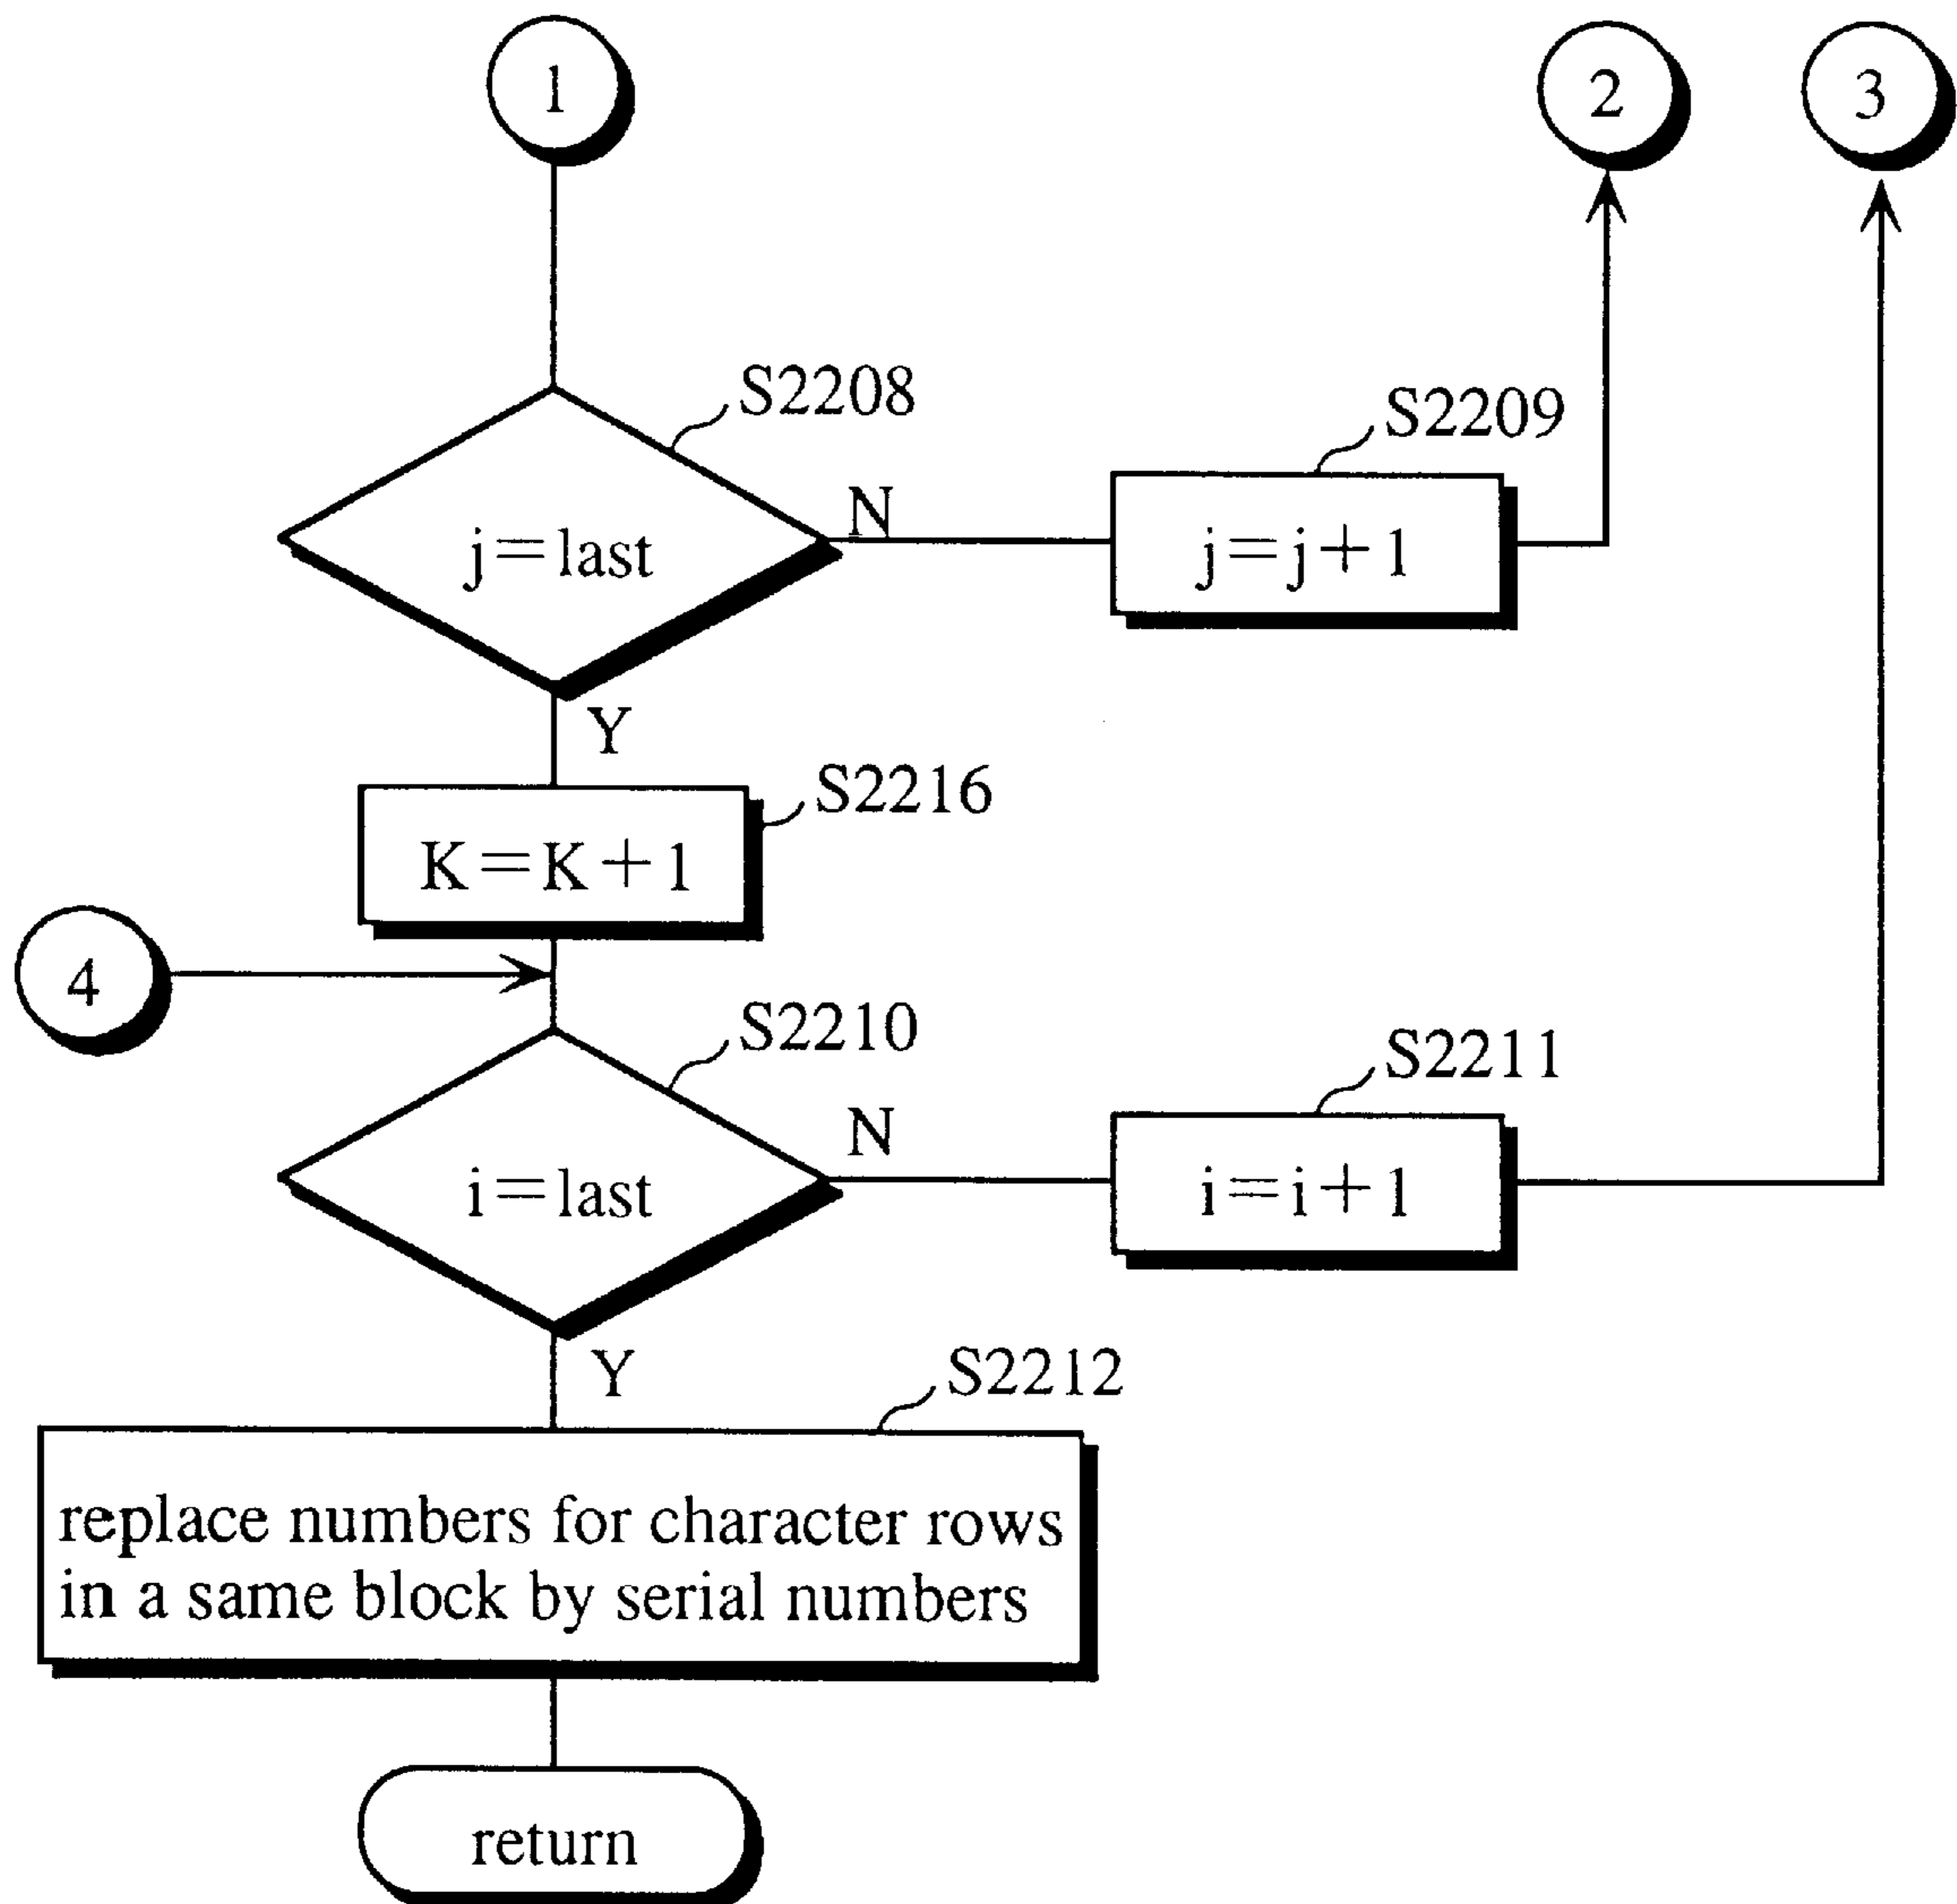 1
2
3
S2208
j=last
N
S2209
j=j+1
Y
S2216
K=K+1
4
S2210
i=last
N
S2211
i=i+1
Y
S2212
replace numbers for character rows
in a same block by serial numbers
return